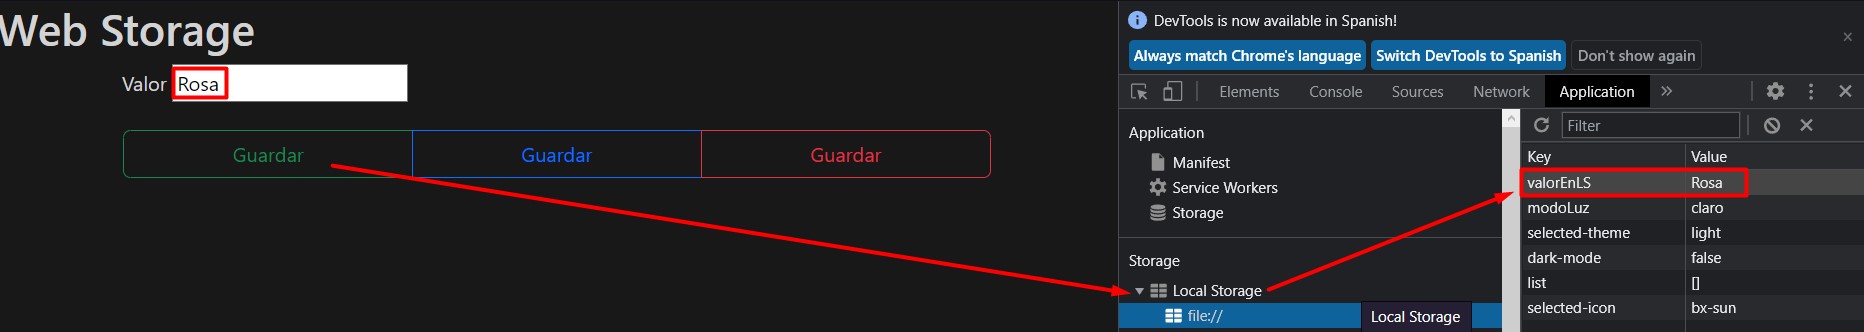 Web Storage
Valor Rosa
Guardar Guardar Guardar
DevTools is now available in Spanish!
Always match Chrome's language Switch DevTools to Spanish Don't show again
Elements Console Sources Network Application
Application
Manifest
Service Workers
Storage
Storage
Local Storage
file://
Local Storage
Filter
Key Value
valorEnLS Rosa
modoLuz claro
selected-theme light
dark-mode false
list []
selected-icon bx-sun